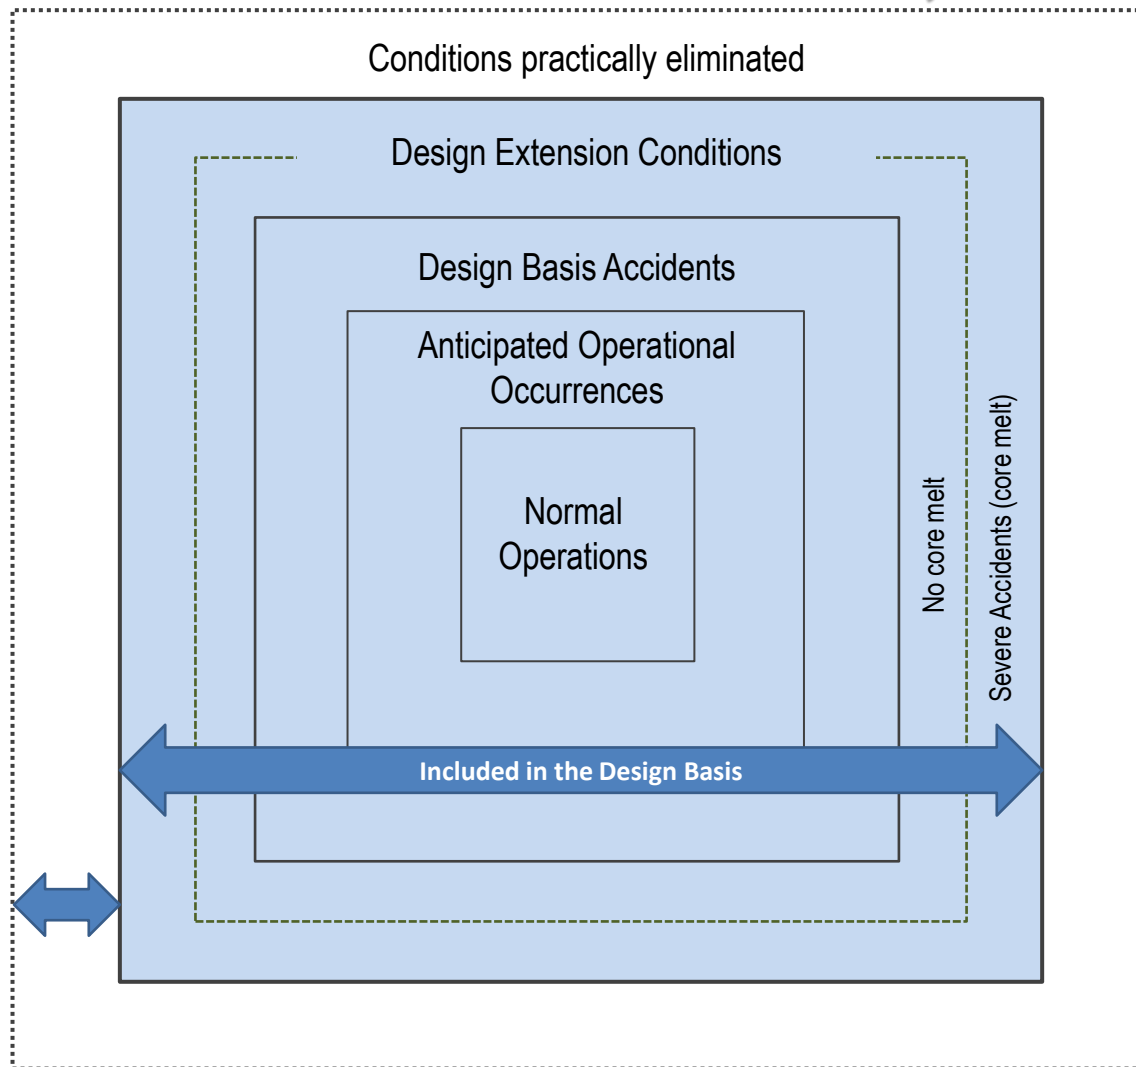 Conditions practically eliminated
Design Extension Conditions
Design Basis Accidents
Anticipated Operational
Occurrences
Normal
Operations
No core melt
Severe Accidents (core melt)
Included in the Design Basis